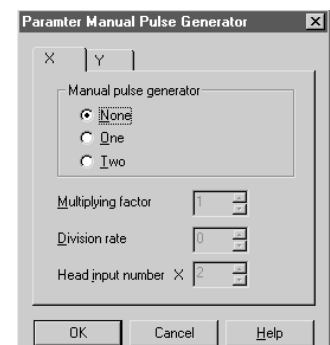 Paramter Manual Pulse Generator
X Y
Manual pulse generator
None
One
Two
Multiplying factor 1
Division rate 0
Head input number X 2
OK Cancel Help